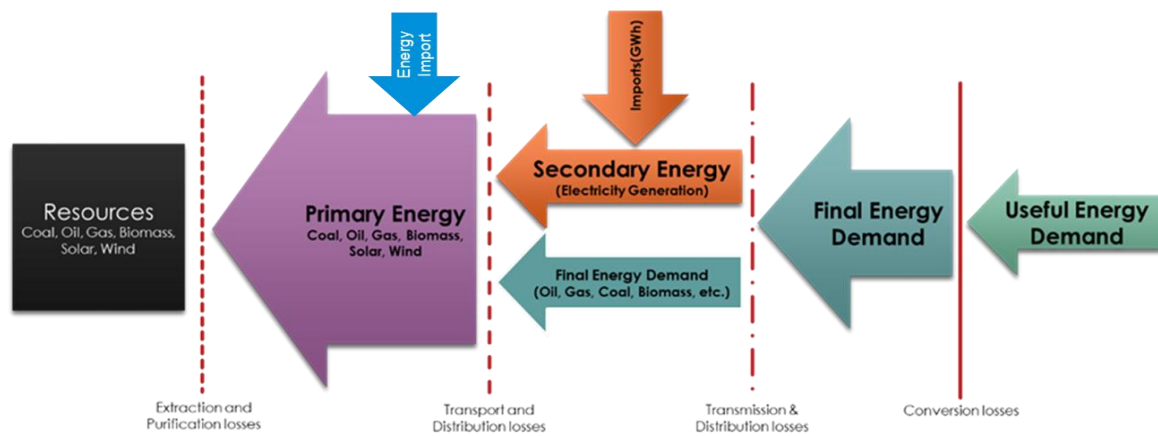 Energy
Import
Imports(GWh)
Resources
Coal, Oil, Gas, Biomass,
Solar, Wind
Primary Energy
Coal, Oil, Gas, Biomass,
Solar, Wind
Secondary Energy
(Electricity Generation)
Final Energy Demand
(Oil, Gas, Coal, Biomass, etc.)
Final Energy
Demand
Useful Energy
Demand
Extraction and
Purification losses
Transport and
Distribution losses
Transmission &
Distribution losses
Conversion losses